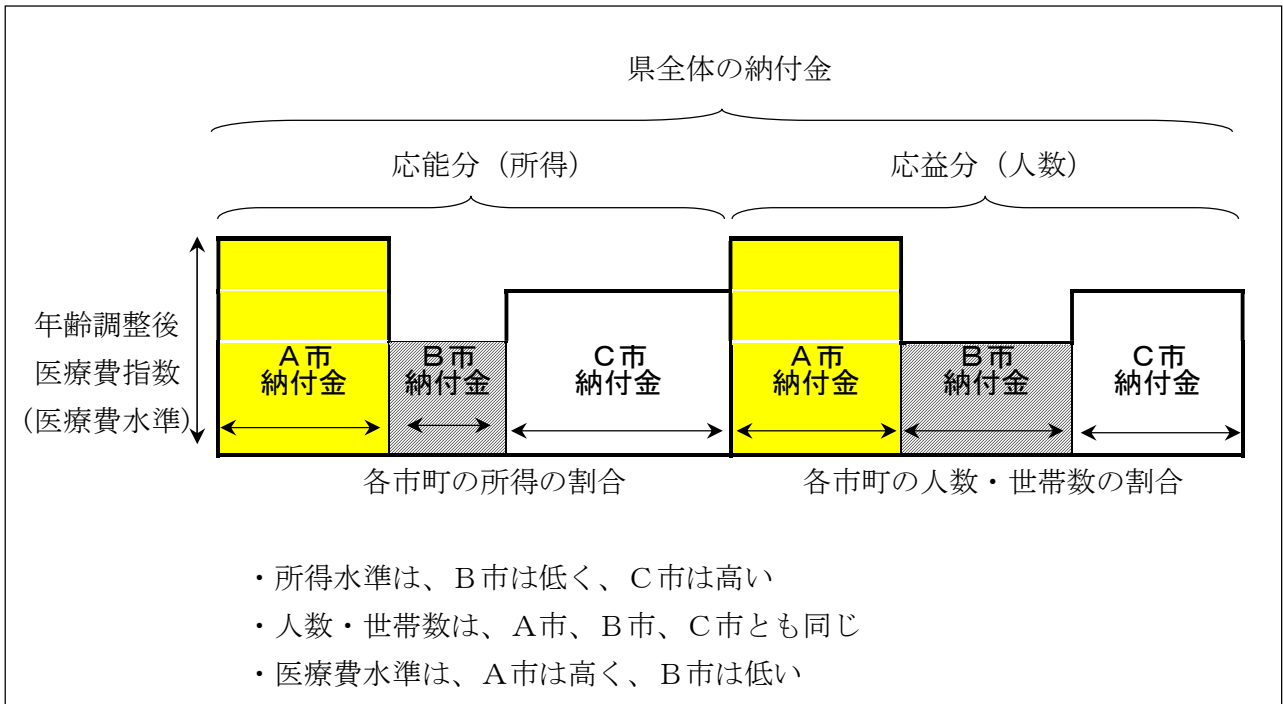 県全体の納付金
応能分（所得）
応益分（人数）
年齢調整後
医療費指数
（医療費水準）
A市
納付金
B市
納付金
C市
納付金
A市
納付金
B市
納付金
C市
納付金
各市町の所得の割合
各市町の人数・世帯数の割合
・所得水準は、B市は低く、C市は高い
・人数・世帯数は、A市、B市、C市とも同じ
・医療費水準は、A市は高く、B市は低い